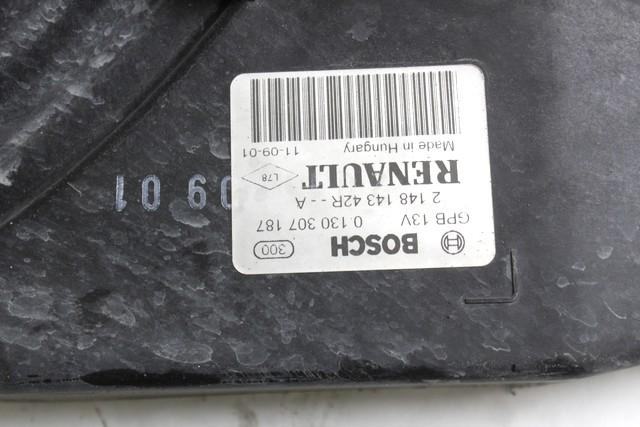 BOSCH 300
GPB 13V 0.130 307 187
2 148 143 42R -- A
RENAULT L78
Made in Hungary 11-09-01
09 01